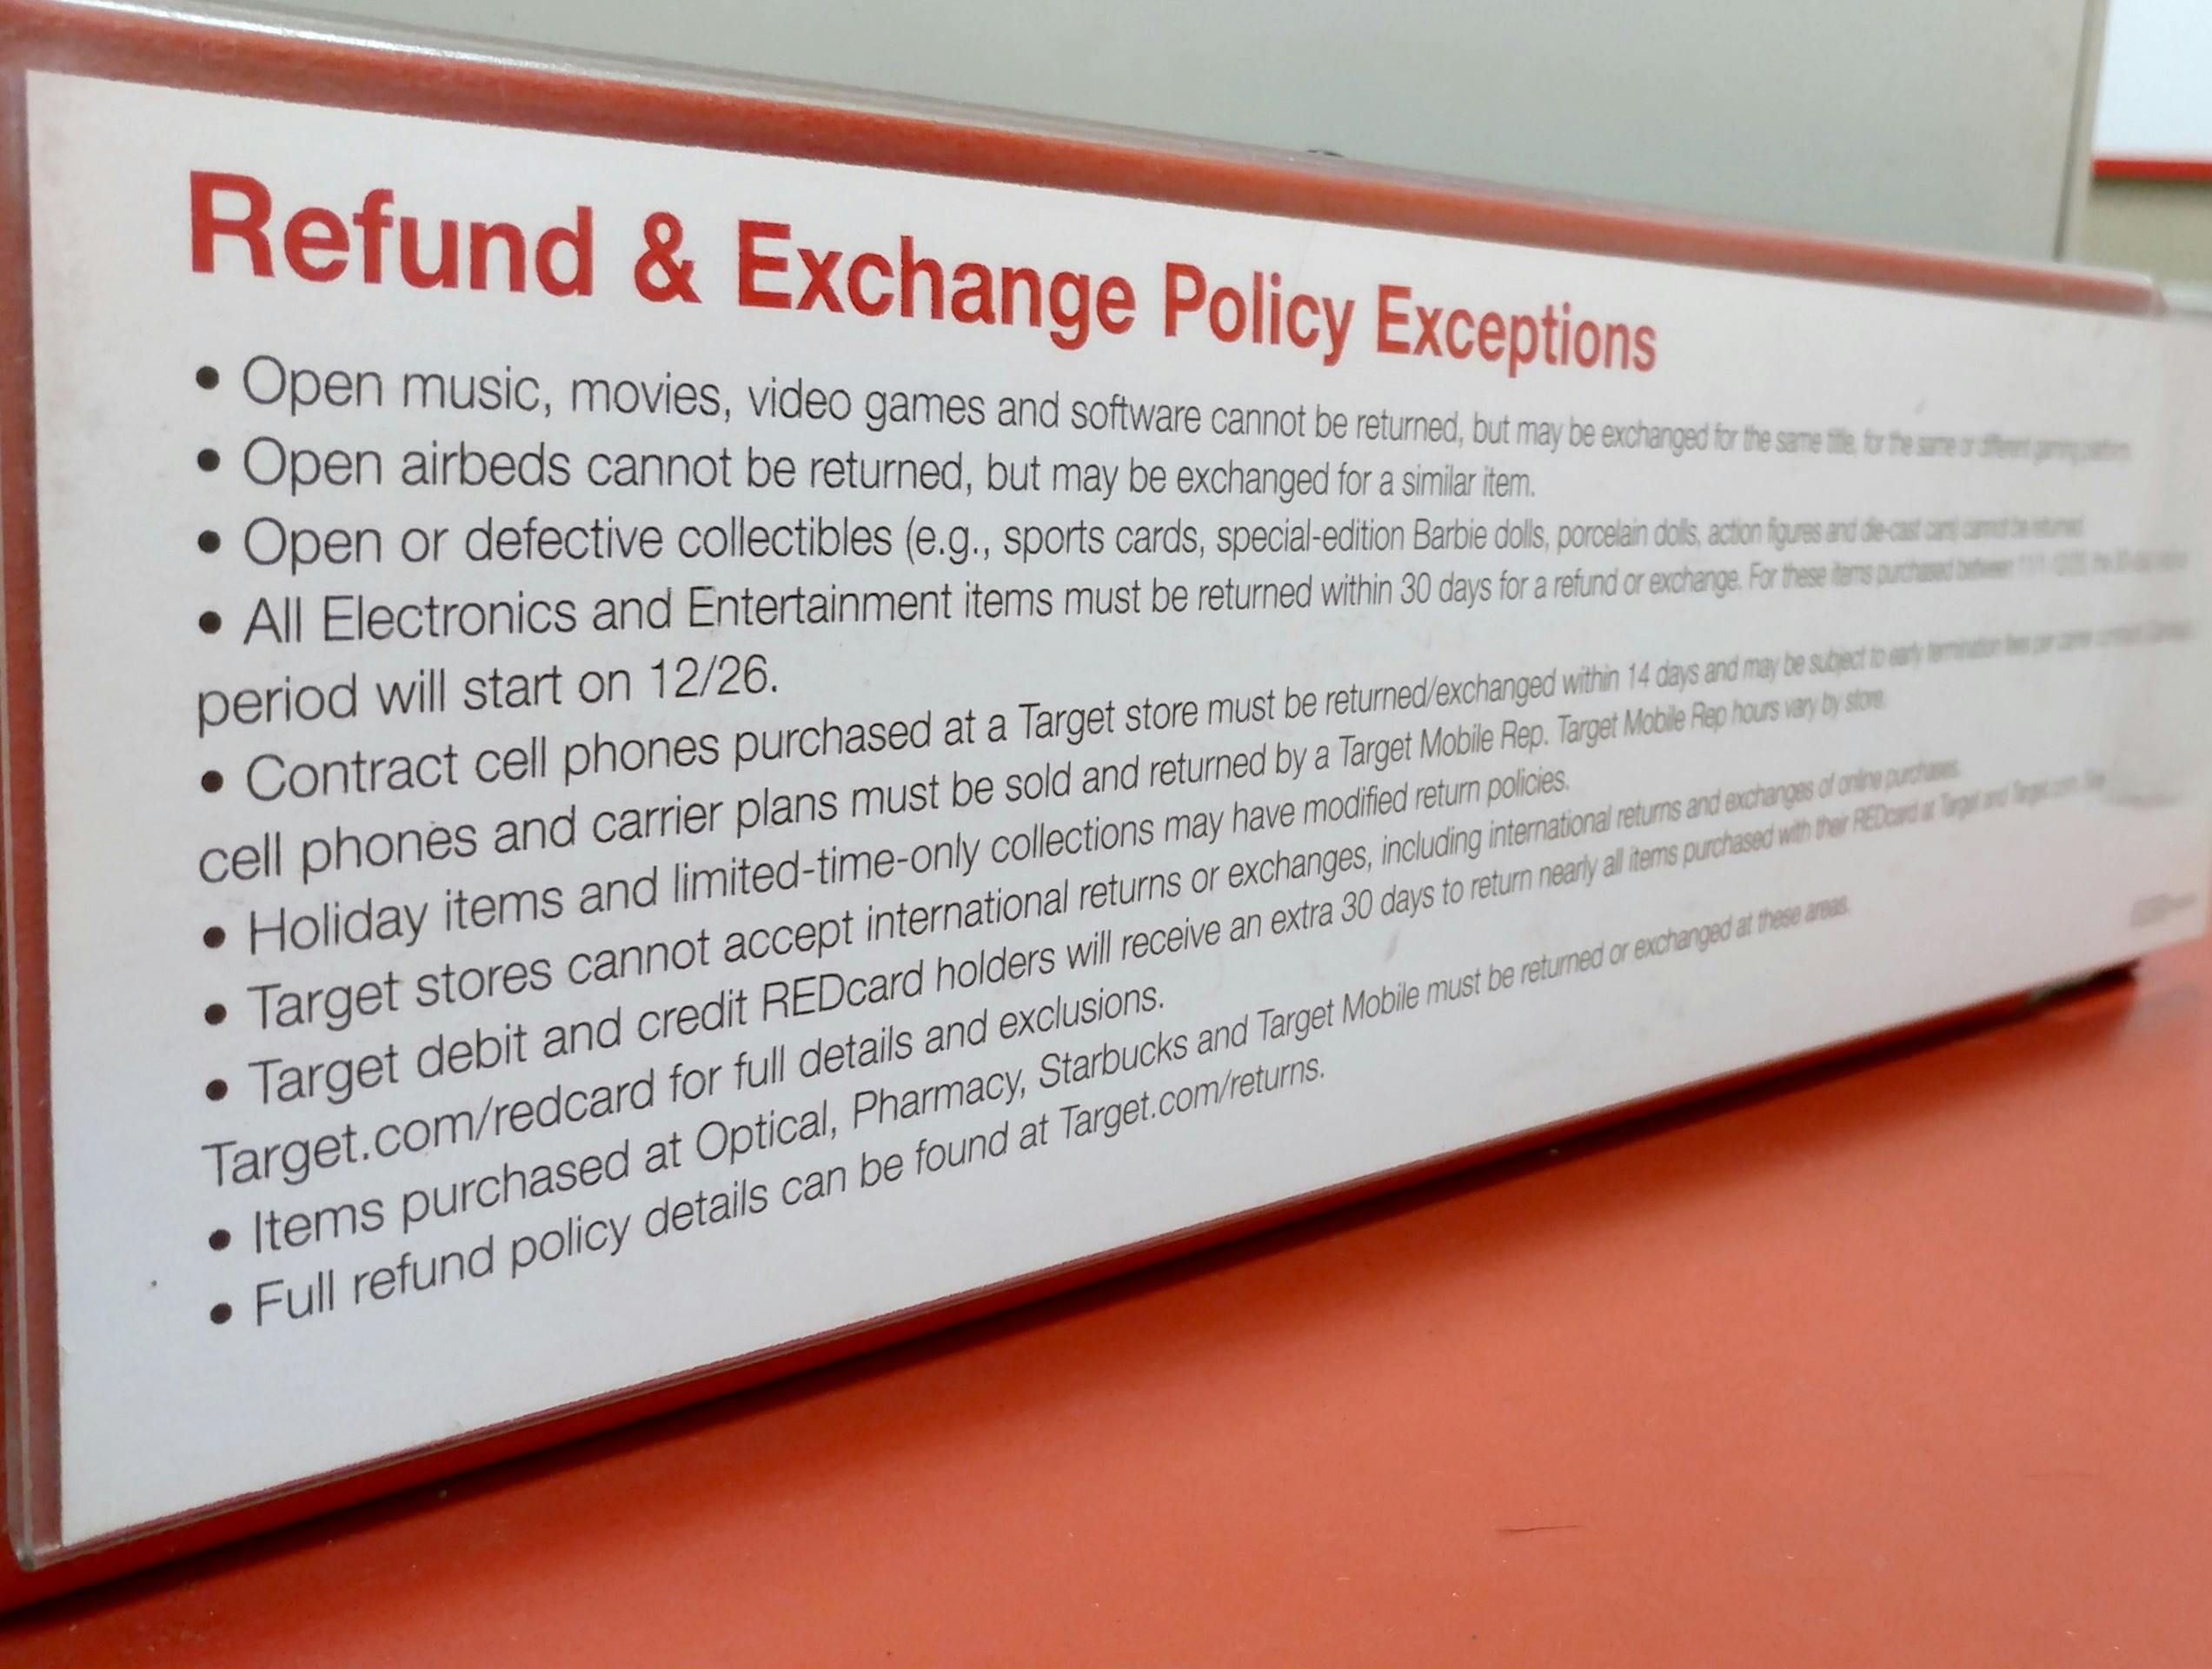 Refund & Exchange Policy Exceptions
• Open music, movies, video games and software cannot be returned, but may be exchanged for the same title, for the same or different gaming platform.
• Open airbeds cannot be returned, but may be exchanged for a similar item.
• Open or defective collectibles (e.g., sports cards, special-edition Barbie dolls, porcelain dolls, action figures and die-cast cars) cannot be returned.
• All Electronics and Entertainment items must be returned within 30 days for a refund or exchange. For these items purchased between
period will start on 12/26.
• Contract cell phones purchased at a Target store must be returned/exchanged within 14 days and may be subject to early termination fees per carrier contract.
cell phones and carrier plans must be sold and returned by a Target Mobile Rep. Target Mobile Rep hours vary by store.
• Holiday items and limited-time-only collections may have modified return policies.
• Target stores cannot accept international returns or exchanges, including international returns and exchanges of online purchases.
• Target debit and credit REDcard holders will receive an extra 30 days to return nearly all items purchased with their REDcard at Target and Target.com. See
Target.com/redcard for full details and exclusions.
• Items purchased at Optical, Pharmacy, Starbucks and Target Mobile must be returned or exchanged at these areas.
• Full refund policy details can be found at Target.com/returns.